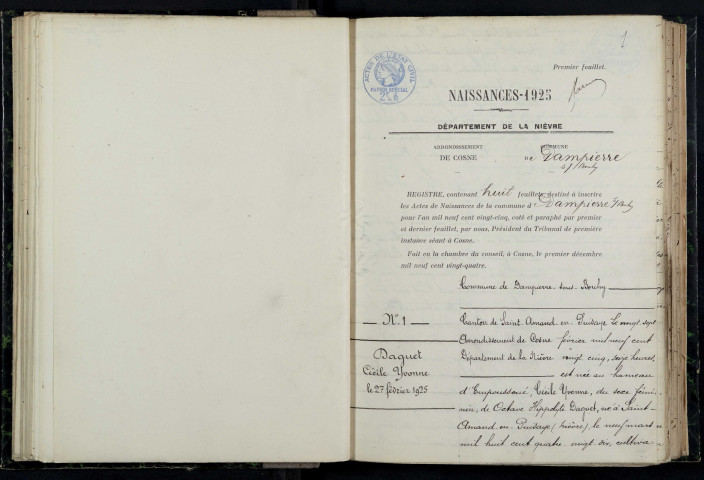 1
Premier feuillet.
ACTES DE L'ETAT CIVIL
PAPIER SPECIAL
NAISSANCES-1925
DÉPARTEMENT DE LA NIÈVRE
ARRONDISSEMENT
DE COSNE
COMMUNE
DE Dampierre
s/ Bouhy
REGISTRE, contenant huit feuillets, destiné à inscrire
les Actes de Naissances de la commune d e Dampierre s/ Bouhy
pour l'an mil neuf cent vingt-cinq, coté et paraphé par premier
et dernier feuillet, par nous, Président du Tribunal de première
instance séant à Cosne.
Fait en la chambre du conseil, à Cosne, le premier décembre
mil neuf cent vingt-quatre.
Commune de Dampierre-sous-Bouhy
N° 1
Daguet
Cécile Yvonne
le 27 février 1925
Canton de Saint-Amand-en-Puisaye Le vingt sept
Arrondissement de Cosne février mil neuf cent
Département de la Nièvre vingt cinq, seize heures,
est née au hameau
d'Empoussoué, Cécile Yvonne, du sexe fémi-
nin, de Octave Hippolyte Daguet, né à Saint-
Amand-en-Puisaye (Nièvre), le neuf mars
mil huit cent quatre-vingt-dix, cultiva-